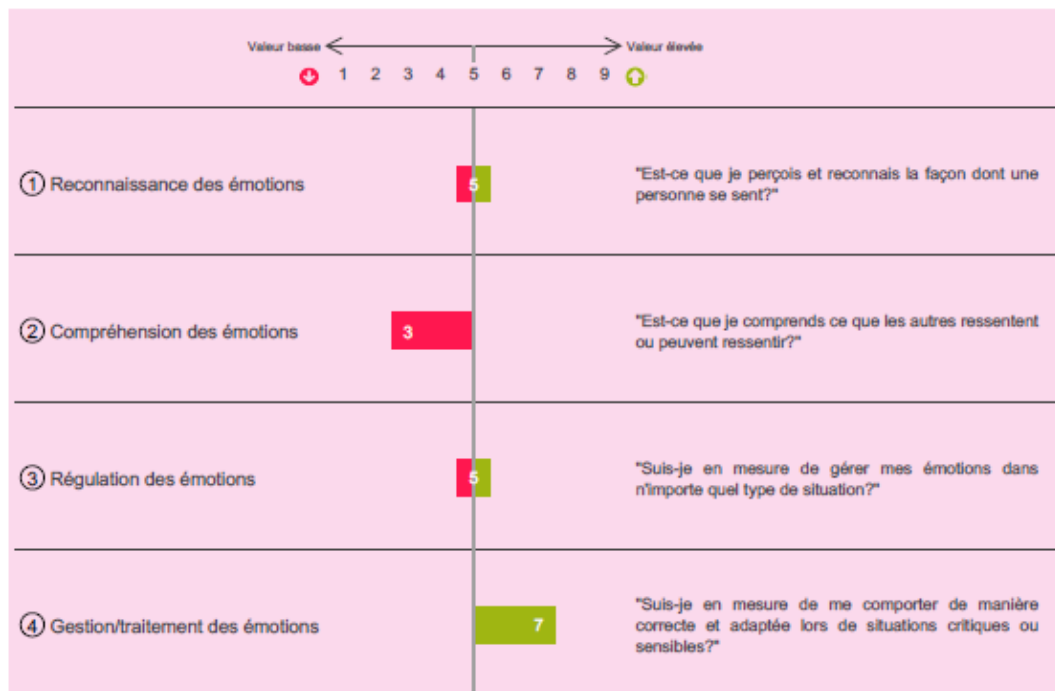 Valeur basse Valeur élevée
1 2 3 4 5 6 7 8 9
① Reconnaissance des émotions
5
"Est-ce que je perçois et reconnais la façon dont une
personne se sent?"
② Compréhension des émotions
3
"Est-ce que je comprends ce que les autres ressentent
ou peuvent ressentir?"
③ Régulation des émotions
5
"Suis-je en mesure de gérer mes émotions dans
n'importe quel type de situation?"
④ Gestion/traitement des émotions
7
"Suis-je en mesure de me comporter de manière
correcte et adaptée lors de situations critiques ou
sensibles?"